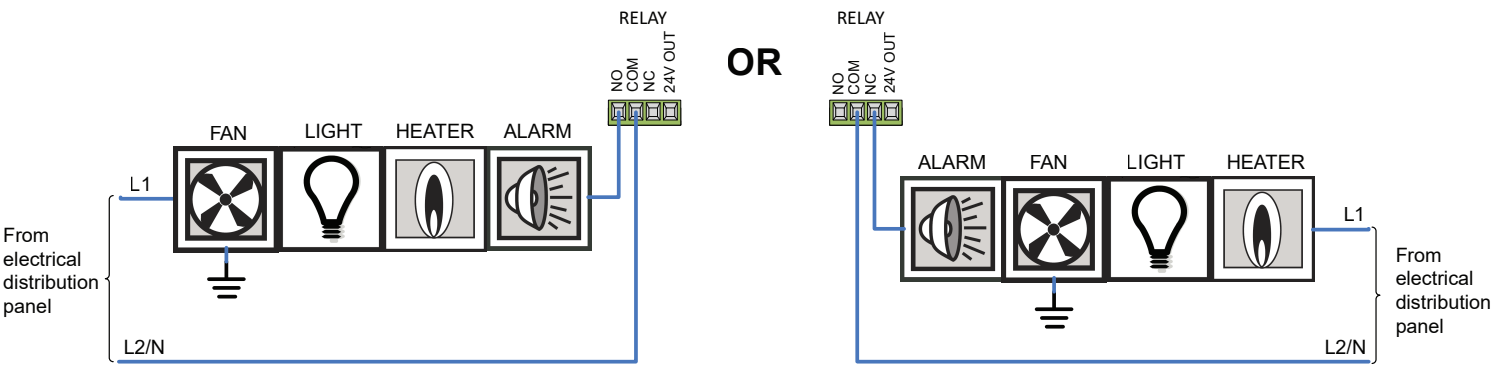 RELAY
NO
COM
NC
24V OUT
FAN
LIGHT
HEATER
ALARM
L1
From
electrical
distribution
panel
L2/N
OR
RELAY
NO
COM
NC
24V OUT
ALARM
FAN
LIGHT
HEATER
L1
From
electrical
distribution
panel
L2/N